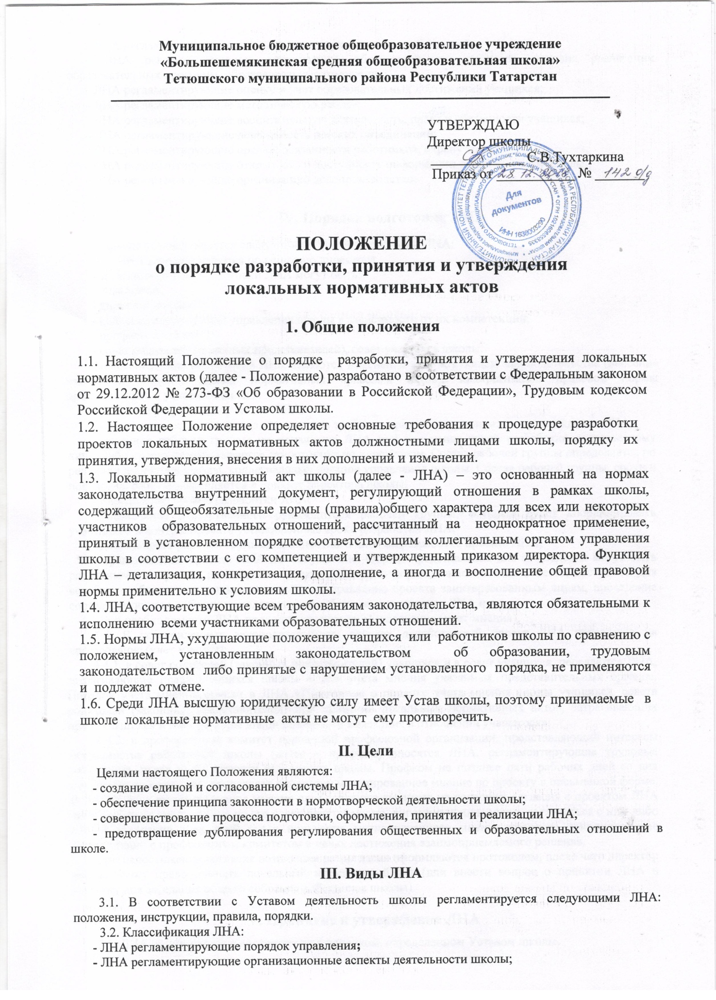 Муниципальное бюджетное общеобразовательное учреждение
«Большешемякинская средняя общеобразовательная школа»
Тетюшского муниципального района Республики Татарстан
УТВЕРЖДАЮ
Директор школы
С.В.Тухтаркина
Приказ от 28.12. № 142 о/д
Для
документов
ИНН 1638003290
ПОЛОЖЕНИЕ
о порядке разработки, принятия и утверждения
локальных нормативных актов
1. Общие положения
1.1. Настоящий Положение о порядке разработки, принятия и утверждения локальных
нормативных актов (далее - Положение) разработано в соответствии с Федеральным законом
от 29.12.2012 № 273-ФЗ «Об образовании в Российской Федерации», Трудовым кодексом
Российской Федерации и Уставом школы.
1.2. Настоящее Положение определяет основные требования к процедуре разработки
проектов локальных нормативных актов должностными лицами школы, порядку их
принятия, утверждения, внесения в них дополнений и изменений.
1.3. Локальный нормативный акт школы (далее - ЛНА) – это основанный на нормах
законодательства внутренний документ, регулирующий отношения в рамках школы,
содержащий общеобязательные нормы (правила)общего характера для всех или некоторых
участников образовательных отношений, рассчитанный на неоднократное применение,
принятый в установленном порядке соответствующим коллегиальным органом управления
школы в соответствии с его компетенцией и утвержденный приказом директора. Функция
ЛНА – детализация, конкретизация, дополнение, а иногда и восполнение общей правовой
нормы применительно к условиям школы.
1.4. ЛНА, соответствующие всем требованиям законодательства, являются обязательными к
исполнению всеми участниками образовательных отношений.
1.5. Нормы ЛНА, ухудшающие положение учащихся или работников школы по сравнению с
положением, установленным законодательством об образовании, трудовым
законодательством либо принятые с нарушением установленного порядка, не применяются
и подлежат отмене.
1.6. Среди ЛНА высшую юридическую силу имеет Устав школы, поэтому принимаемые в
школе локальные нормативные акты не могут ему противоречить.
II. Цели
Целями настоящего Положения являются:
- создание единой и согласованной системы ЛНА;
- обеспечение принципа законности в нормотворческой деятельности школы;
- совершенствование процесса подготовки, оформления, принятия и реализации ЛНА;
- предотвращение дублирования регулирования общественных и образовательных отношений в
школе.
III. Виды ЛНА
3.1. В соответствии с Уставом деятельность школы регламентируется следующими ЛНА:
положения, инструкции, правила, порядки.
3.2. Классификация ЛНА:
- ЛНА регламентирующие порядок управления;
- ЛНА регламентирующие организационные аспекты деятельности школы;